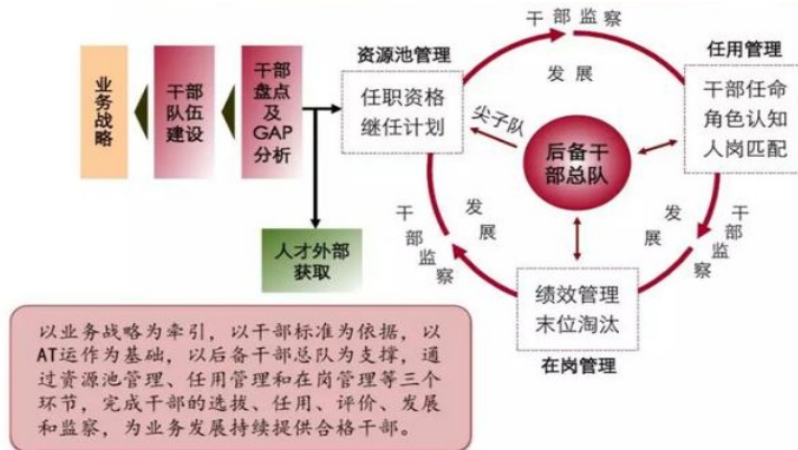 业务战略
干部
队伍
建设
干部
盘点
及
GAP
分析
人才外部
获取
资源池管理
任职资格
继任计划
尖子队
干部监察
发展
任用管理
干部任命
角色认知
人岗匹配
后备干
部总队
发展
干部监察
发展
干部监察
绩效管理
末位淘汰
在岗管理
以业务战略为牵引，以干部标准为依据，以
AT运作为基础，以后备干部总队为支撑，通
过资源池管理、任用管理和在岗管理等三个
环节，完成干部的选拔、任用、评价、发展
和监察，为业务发展持续提供合格干部。